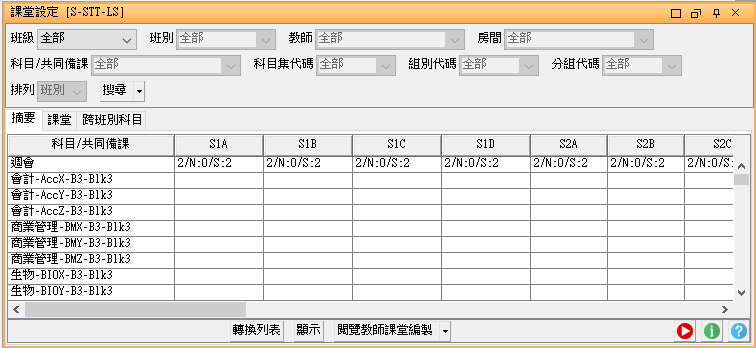 課堂設定 [S-STT-LS]
班級 全部 班別 全部 教師 全部 房間 全部
科目/共同備課 全部 科目集代碼 全部 組別代碼 全部 分組代碼 全部
排列 班別 搜尋
摘要 課堂 跨班別科目
科目/共同備課 S1A S1B S1C S1D S2A S2B S2C
週會 2/N:0/S:2 2/N:0/S:2 2/N:0/S:2 2/N:0/S:2 2/N:0/S:2 2/N:0/S:2 2/N:0/S:
會計-AccX-B3-Blk3
會計-AccY-B3-Blk3
會計-AccZ-B3-Blk3
商業管理-BMX-B3-Blk3
商業管理-BMY-B3-Blk3
商業管理-BMZ-B3-Blk3
生物-BIOX-B3-Blk3
生物-BIOY-B3-Blk3
轉換列表 顯示 閱覽教師課堂編製